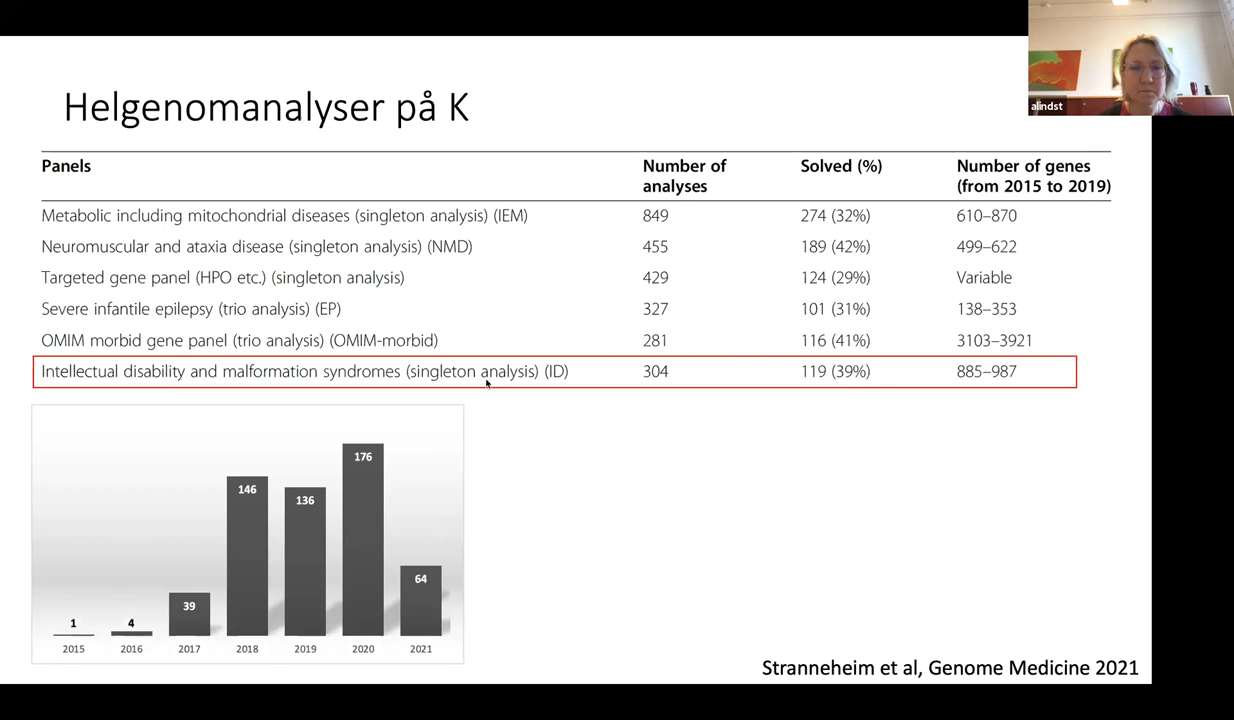 alindst
Helgenomanalyser på K
Panels Number of analyses Solved (%) Number of genes (from 2015 to 2019)
Metabolic including mitochondrial diseases (singleton analysis) (IEM) 849 274 (32%) 610–870
Neuromuscular and ataxia disease (singleton analysis) (NMD) 455 189 (42%) 499–622
Targeted gene panel (HPO etc.) (singleton analysis) 429 124 (29%) Variable
Severe infantile epilepsy (trio analysis) (EP) 327 101 (31%) 138–353
OMIM morbid gene panel (trio analysis) (OMIM-morbid) 281 116 (41%) 3103–3921
Intellectual disability and malformation syndromes (singleton analysis) (ID) 304 119 (39%) 885–987
1 4 39 146 136 176 64
2015 2016 2017 2018 2019 2020 2021
Stranneheim et al, Genome Medicine 2021